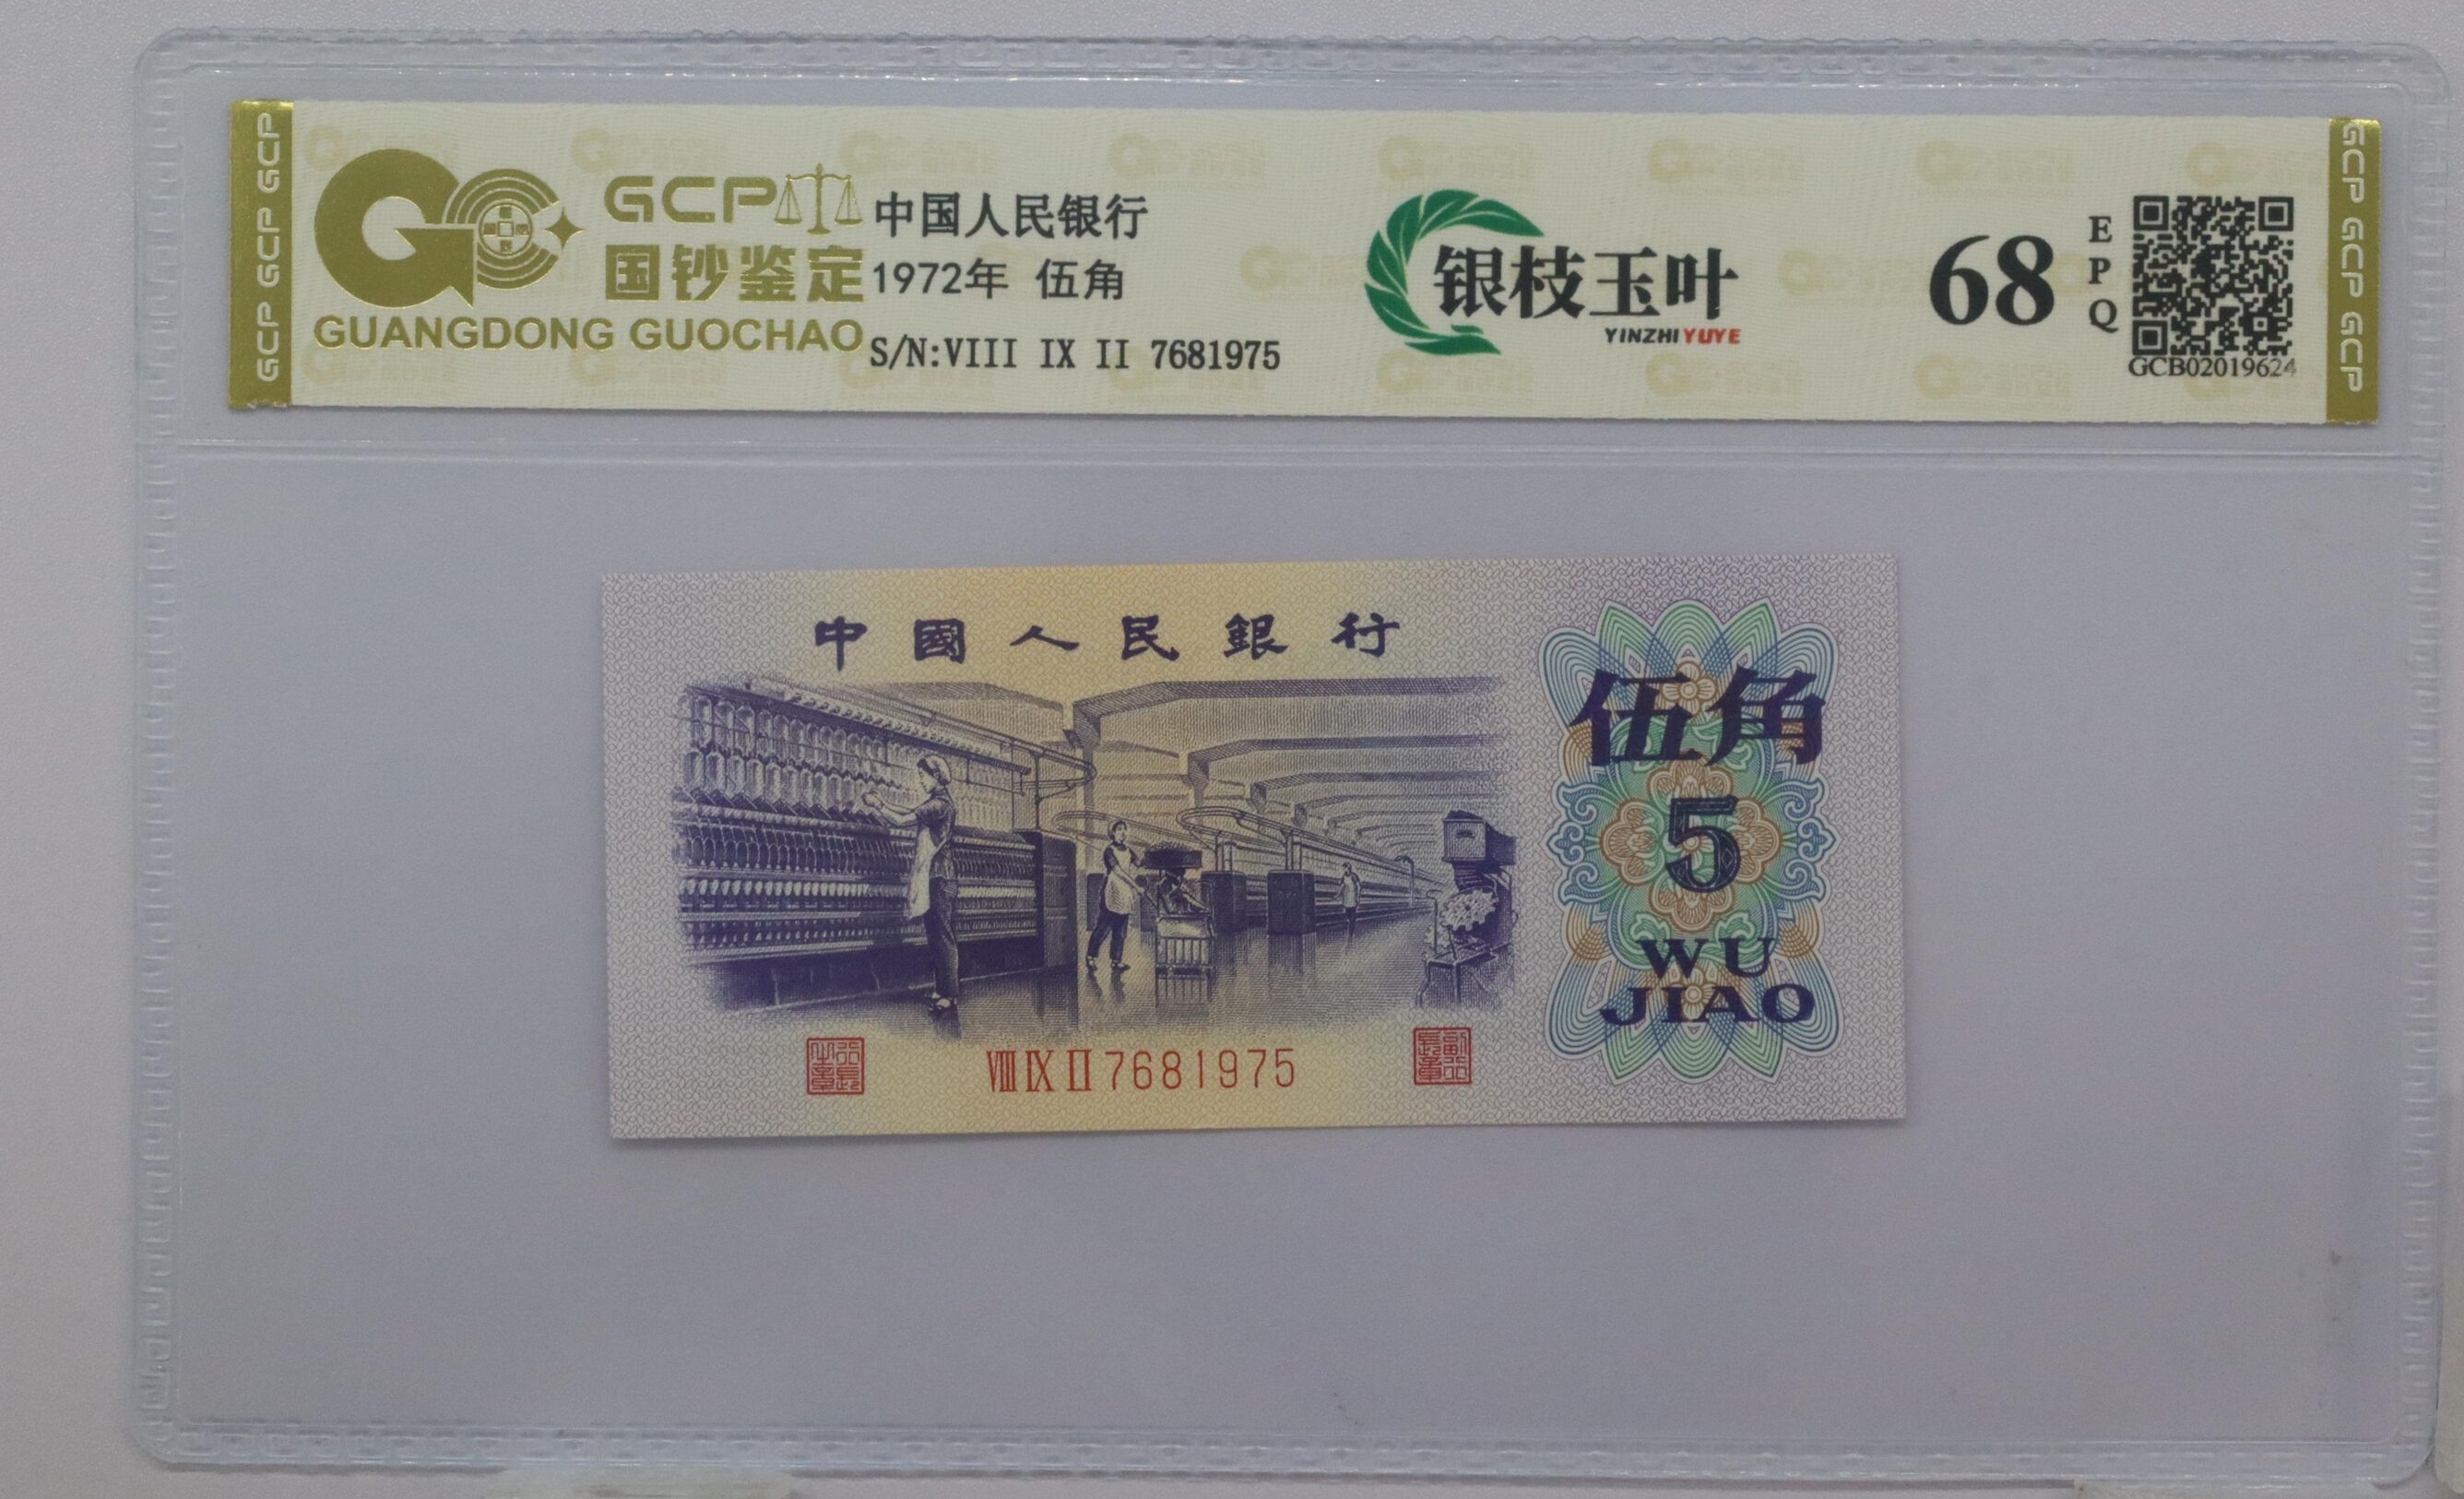 GCP GCP GCP
GCP
国钞鉴定
GUANGDONG GUOCHAO
中国人民银行
1972年 伍角
S/N:VIII IX II 7681975
银枝玉叶
YINZHIYUYE
68
EPQ
GCB02019624
GCP GCP GCP
中國人民銀行
伍角
5
WU
JIAO
VIII IX II 7681975